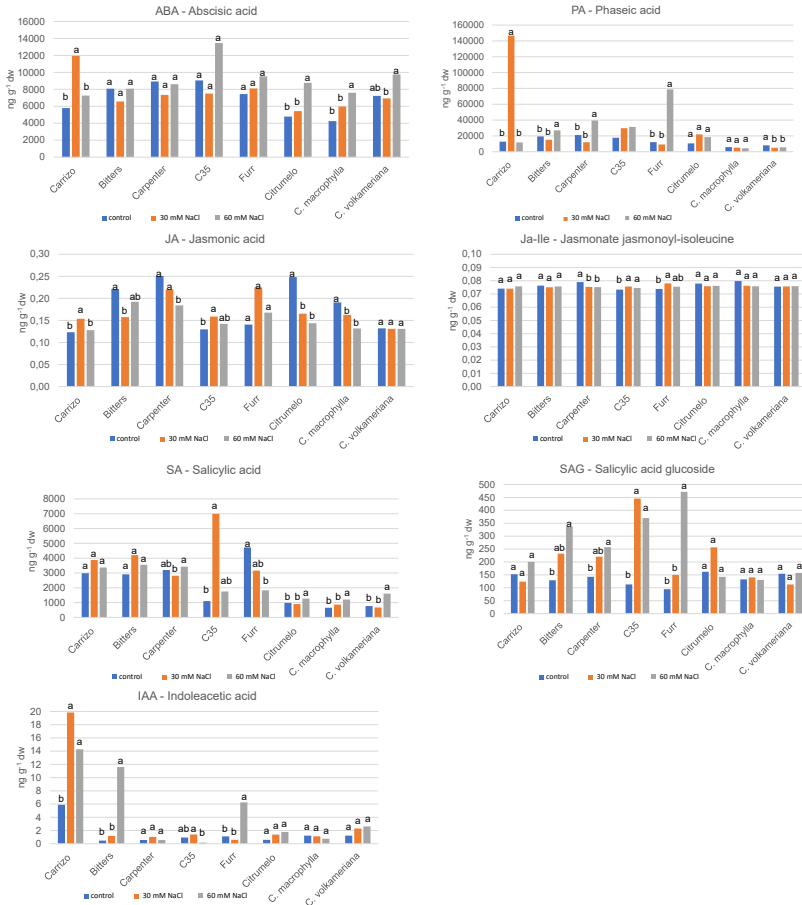 ABA - Abscisic acid
ng g⁻¹ dw
16000
14000
12000
10000
8000
6000
4000
2000
0
b a b
a a a
a a a
a a a
a a a
b b a
b b a
ab b a
Carrizo
Bitters
Carpenter
C35
Furr
Citrumelo
C. macrophylla
C. volkameriana
control 30 mM NaCl 60 mM NaCl
PA - Phaseic acid
ng g⁻¹ dw
160000
140000
120000
100000
80000
60000
40000
20000
0
b a b
b b a
b b a
b b a
b a a
a a a
a b b
Carrizo
Bitters
Carpenter
C35
Furr
Citrumelo
C. macrophylla
C. volkameriana
control 30 mM NaCl 60 mM NaCl
JA - Jasmonic acid
ng g⁻¹ dw
0,30
0,25
0,20
0,15
0,10
0,05
0,00
b a b
a b ab
a a b
b a ab
b a b
a b b
a b b
a a a
Carrizo
Bitters
Carpenter
C35
Furr
Citrumelo
C. macrophylla
C. volkameriana
control 30 mM NaCl 60 mM NaCl
Ja-Ile - Jasmonate jasmonoyl-isoleucine
0,10
0,08
0,08
0,06
0,04
0,03
0,02
0,01
0,00
a a a
a a a
a b b
a a a
b a ab
a a a
a a a
a a a
Carrizo
Bitters
Carpenter
C35
Furr
Citrumelo
C. macrophylla
C. volkameriana
control 30 mM NaCl 60 mM NaCl
SA - Salicylic acid
ng g⁻¹ dw
8000
7000
6000
5000
4000
3000
2000
1000
0
a a a
a a a
ab b a
b a ab
a ab b
b b a
b b a
b b a
Carrizo
Bitters
Carpenter
C35
Furr
Citrumelo
C. macrophylla
C. volkameriana
control 30 mM NaCl 60 mM NaCl
SAG - Salicylic acid glucoside
ng g⁻¹ dw
500
450
400
350
300
250
200
150
100
50
0
b b a
b ab a
b ab a
b a a
b b a
a a a
a a a
a b a
Carrizo
Bitters
Carpenter
C35
Furr
Citrumelo
C. macrophylla
C. volkameriana
control 30 mM NaCl 60 mM NaCl
IAA - Indoleacetic acid
ng g⁻¹ dw
20
18
16
14
12
10
8
6
4
2
0
b a a
b b a
a a a
ab a b
b b a
a a a
a a a
a a a
Carrizo
Bitters
Carpenter
C35
Furr
Citrumelo
C. macrophylla
C. volkameriana
control 30 mM NaCl 60 mM NaCl